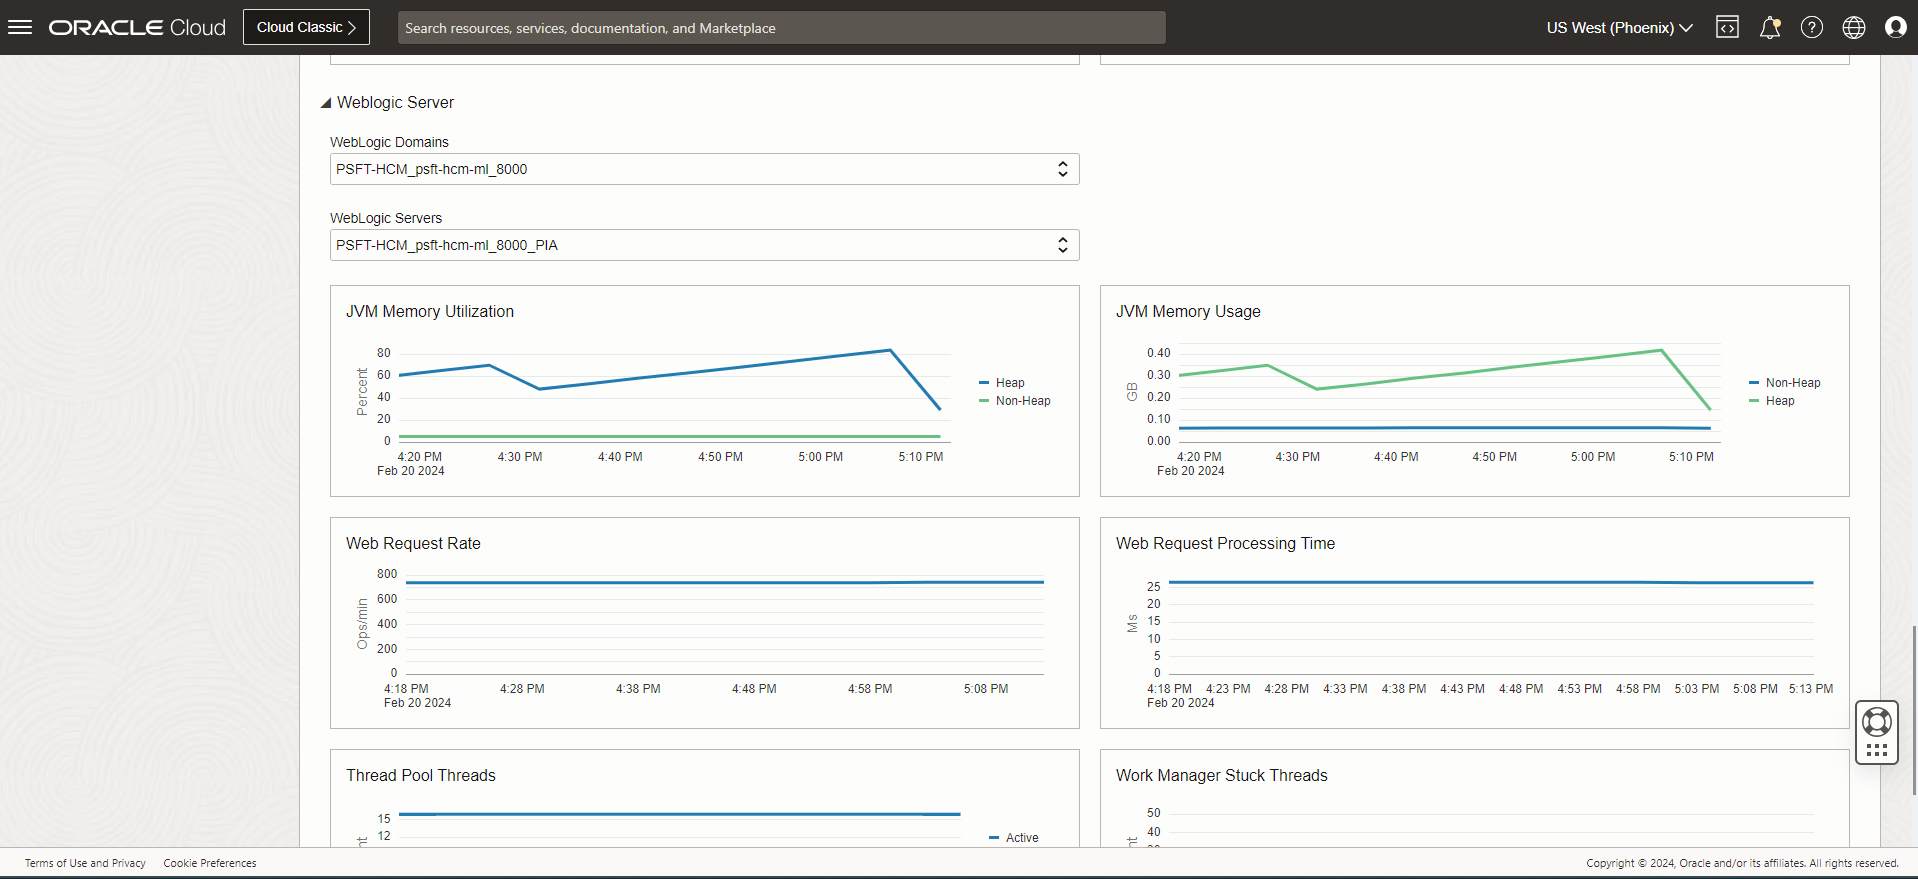 ORACLE Cloud
Cloud Classic
Search resources, services, documentation, and Marketplace
US West (Phoenix)
Weblogic Server
WebLogic Domains
PSFT-HCM_psft-hcm-ml_8000
WebLogic Servers
PSFT-HCM_psft-hcm-ml_8000_PIA
JVM Memory Utilization
Percent
80
60
40
20
0
4:20 PM 4:30 PM 4:40 PM 4:50 PM 5:00 PM 5:10 PM
Feb 20 2024
Heap
Non-Heap
JVM Memory Usage
GB
0.40
0.30
0.20
0.10
0.00
4:20 PM 4:30 PM 4:40 PM 4:50 PM 5:00 PM 5:10 PM
Feb 20 2024
Non-Heap
Heap
Web Request Rate
Ops/min
800
600
400
200
0
4:18 PM 4:28 PM 4:38 PM 4:48 PM 4:58 PM 5:08 PM
Feb 20 2024
Web Request Processing Time
Ms
25
20
15
10
5
0
4:18 PM 4:23 PM 4:28 PM 4:33 PM 4:38 PM 4:43 PM 4:48 PM 4:53 PM 4:58 PM 5:03 PM 5:08 PM 5:13 PM
Feb 20 2024
Thread Pool Threads
15
12
Active
Work Manager Stuck Threads
50
40
Terms of Use and Privacy Cookie Preferences
Copyright © 2024, Oracle and/or its affiliates. All rights reserved.